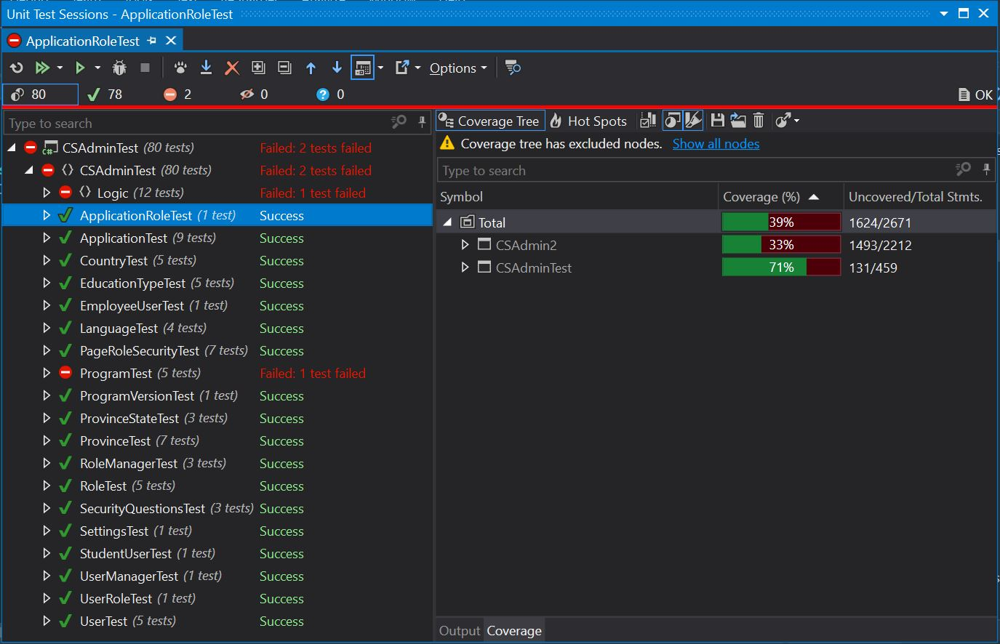 Unit Test Sessions - ApplicationRoleTest
ApplicationRoleTest
Options
80 78 2 0 ? 0 OK
Type to search
C# CSAdminTest (80 tests) Failed: 2 tests failed
CSAdminTest (80 tests) Failed: 2 tests failed
Logic (12 tests) Failed: 1 test failed
ApplicationRoleTest (1 test) Success
ApplicationTest (9 tests) Success
CountryTest (5 tests) Success
EducationTypeTest (5 tests) Success
EmployeeUserTest (1 test) Success
LanguageTest (4 tests) Success
PageRoleSecurityTest (7 tests) Success
ProgramTest (5 tests) Failed: 1 test failed
ProgramVersionTest (1 test) Success
ProvinceStateTest (3 tests) Success
ProvinceTest (7 tests) Success
RoleManagerTest (3 tests) Success
RoleTest (5 tests) Success
SecurityQuestionsTest (3 tests) Success
SettingsTest (1 test) Success
StudentUserTest (1 test) Success
UserManagerTest (1 test) Success
UserRoleTest (1 test) Success
UserTest (5 tests) Success
Coverage Tree Hot Spots
Coverage tree has excluded nodes. Show all nodes
Type to search
Symbol Coverage (%) Uncovered/Total Stmts.
Total 39% 1624/2671
CSAdmin2 33% 1493/2212
CSAdminTest 71% 131/459
Output Coverage